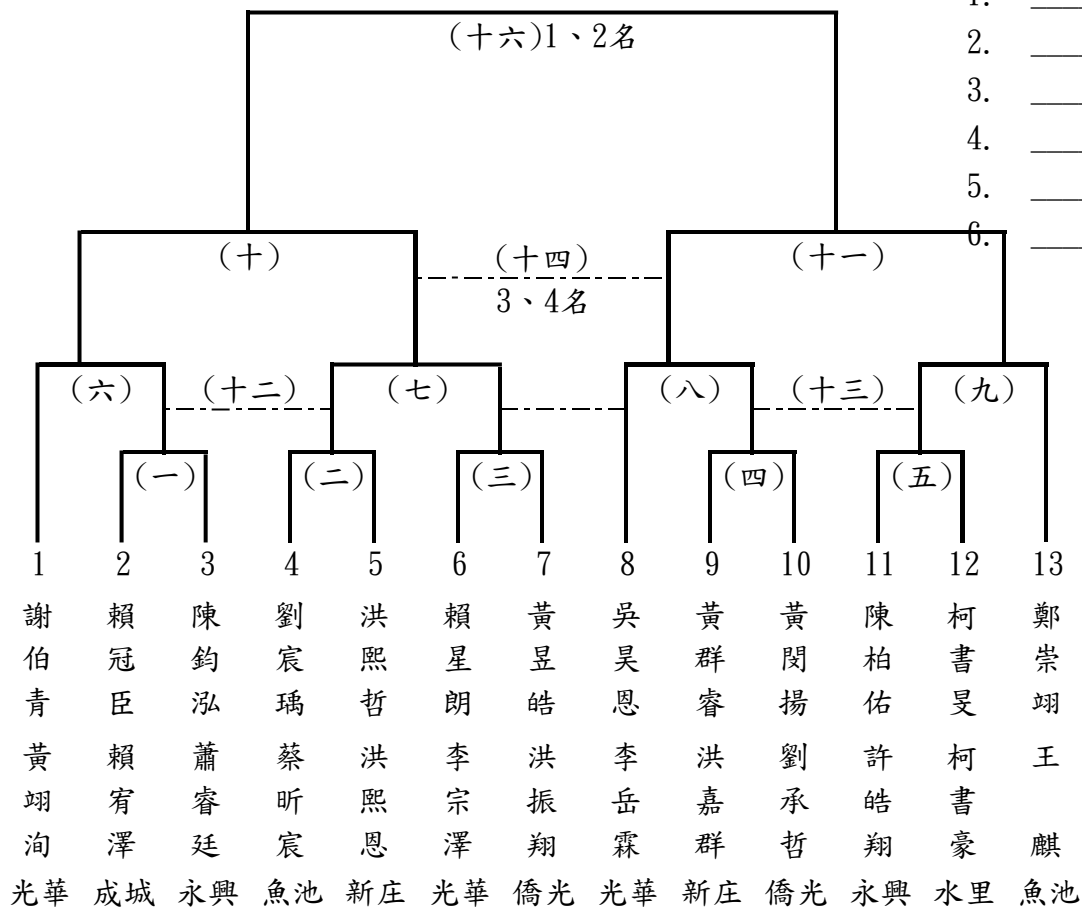 1. ___
(十六)1、2名
2. ___
3. ___
4. ___
5. ___
6. ___
(十) (十四) (十一)
3、4名
(六) (十二) (七) (八) (十三) (九)
(一) (二) (三) (四) (五)
1 2 3 4 5 6 7 8 9 10 11 12 13
謝 賴 陳 劉 洪 賴 黃 吳 黃 黃 陳 柯 鄭
伯 冠 鈞 宸 熙 星 昱 昊 群 閔 柏 書 崇
青 臣 泓 瑀 哲 朗 皓 恩 睿 揚 佑 旻 翊
黃 賴 蕭 蔡 洪 李 洪 李 洪 劉 許 柯 王
翊 宥 睿 昕 熙 宗 振 岳 嘉 承 皓 書
洵 澤 廷 宸 恩 澤 翔 霖 群 哲 翔 豪 麒
光華 成城 永興 魚池 新庄 光華 僑光 光華 新庄 僑光 永興 水里 魚池